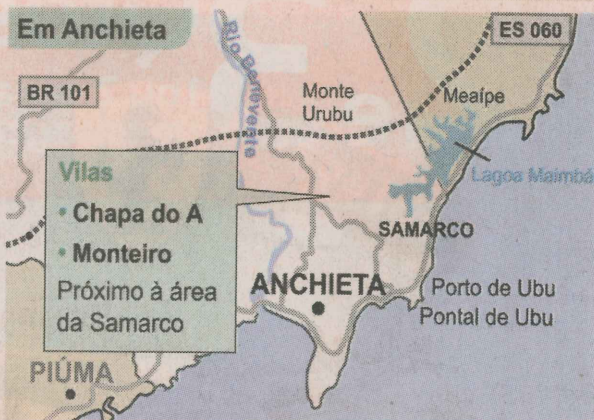 Em Anchieta
ES 060
BR 101
Rio Benevente
Monte
Urubu
Meaípe
Lagoa Maimbá
Vilas
• Chapa do A
• Monteiro
Próximo à área
da Samarco
SAMARCO
ANCHIETA
Porto de Ubu
Pontal de Ubu
PIÚMA